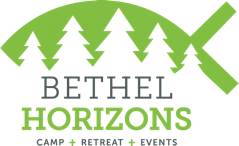 BETHEL
HORIZONS
CAMP + RETREAT + EVENTS